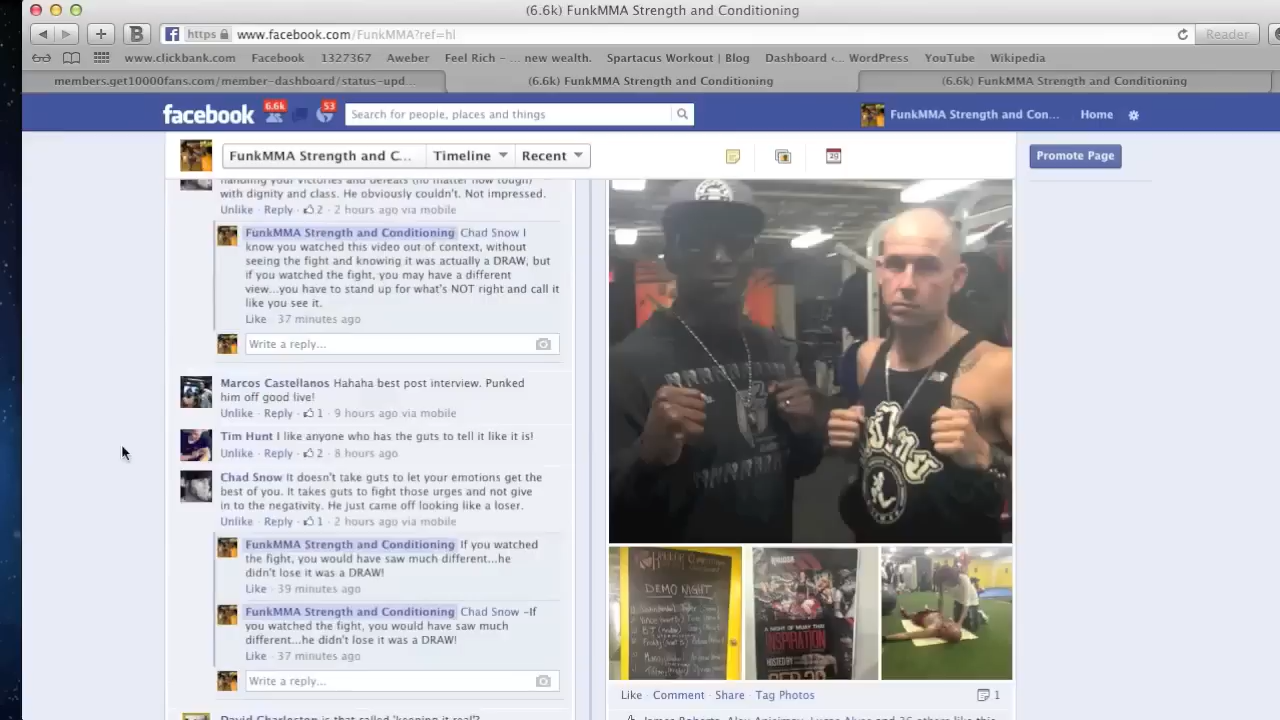 (6.6k) FunkMMA Strength and Conditioning
B
https
www.facebook.com/FunkMMA?ref=hl
Reader
www.clickbank.com Facebook 1327367 Aweber Feel Rich – ... new wealth. Spartacus Workout | Blog Dashboard ‹... WordPress YouTube Wikipedia
members.get10000fans.com/member-dashboard/status-upd...
(6.6k) FunkMMA Strength and Conditioning
(6.6k) FunkMMA Strength and Conditioning
facebook
6.6k
53
Search for people, places and things
FunkMMA Strength and Con...
Home
FunkMMA Strength and C...
Timeline
Recent
Promote Page
handling your victories and defeats (no matter how tough)
with dignity and class. He obviously couldn't. Not impressed.
Unlike · Reply · 2 · 2 hours ago via mobile
FunkMMA Strength and Conditioning Chad Snow I
know you watched this video out of context, without
seeing the fight and knowing it was actually a DRAW, but
if you watched the fight, you may have a different
view...you have to stand up for what's NOT right and call it
like you see it.
Like · 37 minutes ago
Write a reply...
Marcos Castellanos Hahaha best post interview. Punked
him off good live!
Unlike · Reply · 1 · 9 hours ago via mobile
Tim Hunt I like anyone who has the guts to tell it like it is!
Unlike · Reply · 2 · 8 hours ago
Chad Snow It doesn't take guts to let your emotions get the
best of you. It takes guts to fight those urges and not give
in to the negativity. He just came off looking like a loser.
Unlike · Reply · 1 · 2 hours ago via mobile
FunkMMA Strength and Conditioning If you watched
the fight, you would have saw much different...he
didn't lose it was a DRAW!
Like · 39 minutes ago
FunkMMA Strength and Conditioning Chad Snow –If
you watched the fight, you would have saw much
different...he didn't lose it was a DRAW!
Like · 37 minutes ago
Write a reply...
David Charleston is that called 'keeping it real'?
DEMO NIGHT
A NIGHT OF MUAY THAI
INSPIRATION
HOSTED BY
Like · Comment · Share · Tag Photos
1